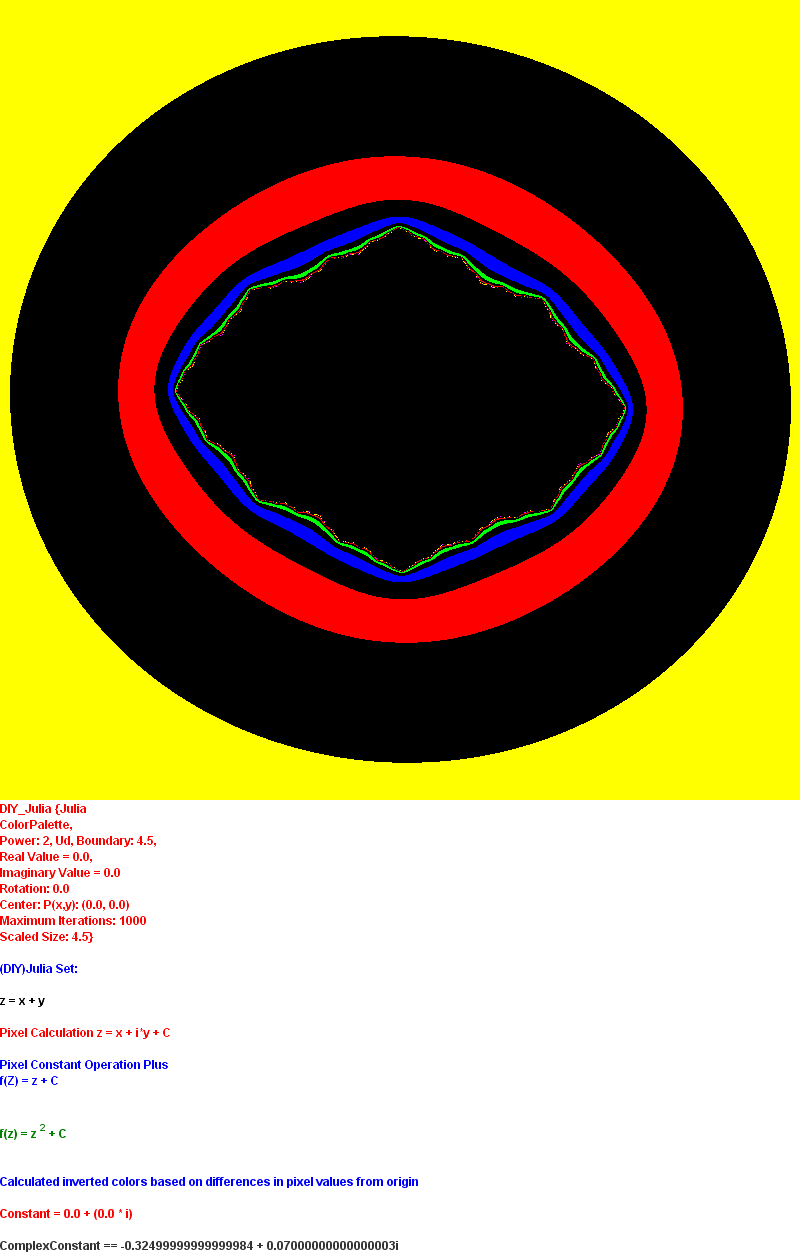 DIY_Julia {Julia
ColorPalette,
Power: 2, Ud, Boundary: 4.5,
Real Value = 0.0,
Imaginary Value = 0.0
Rotation: 0.0
Center: P(x,y): (0.0, 0.0)
Maximum Iterations: 1000
Scaled Size: 4.5}
(DIY)Julia Set:
z = x + y
Pixel Calculation z = x + i*y + C
Pixel Constant Operation Plus
f(Z) = z + C
f(z) = z 2 + C
Calculated inverted colors based on differences in pixel values from origin
Constant = 0.0 + (0.0 * i)
ComplexConstant == -0.32499999999999984 + 0.07000000000000003i